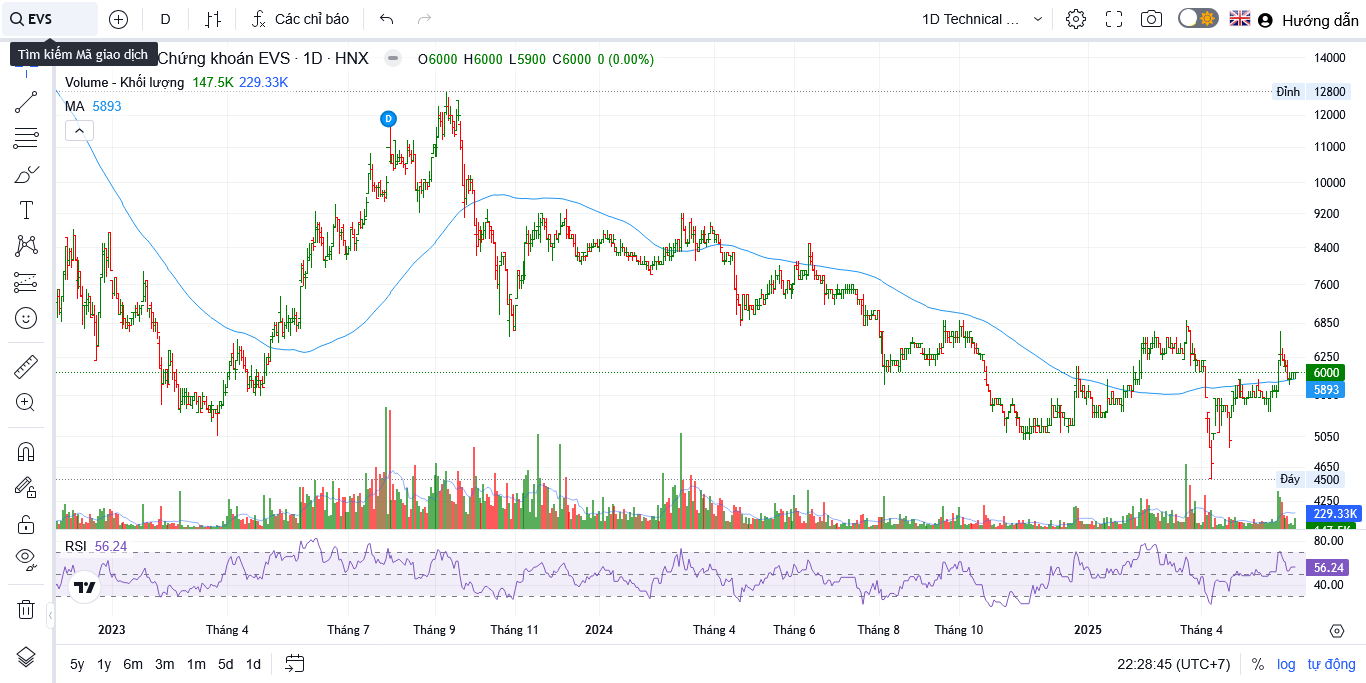 EVS D Các chỉ báo 1D Technical ... Hướng dẫn
Tìm kiếm Mã giao dịch
Chứng khoán EVS · 1D · HNX O6000 H6000 L5900 C6000 0 (0.00%)
Volume - Khối lượng 147.5K 229.33K
MA 5893
D
14000
Đỉnh 12800
12000
11000
10000
9200
8400
7600
6850
6250
6000
5893
5050
4650
Đáy 4500
4250
229.33K
147.5K
RSI 56.24
80.00
56.24
40.00
2023 Tháng 4 Tháng 7 Tháng 9 Tháng 11 2024 Tháng 4 Tháng 6 Tháng 8 Tháng 10 2025 Tháng 4
5y 1y 6m 3m 1m 5d 1d 22:28:45 (UTC+7) % log tự động